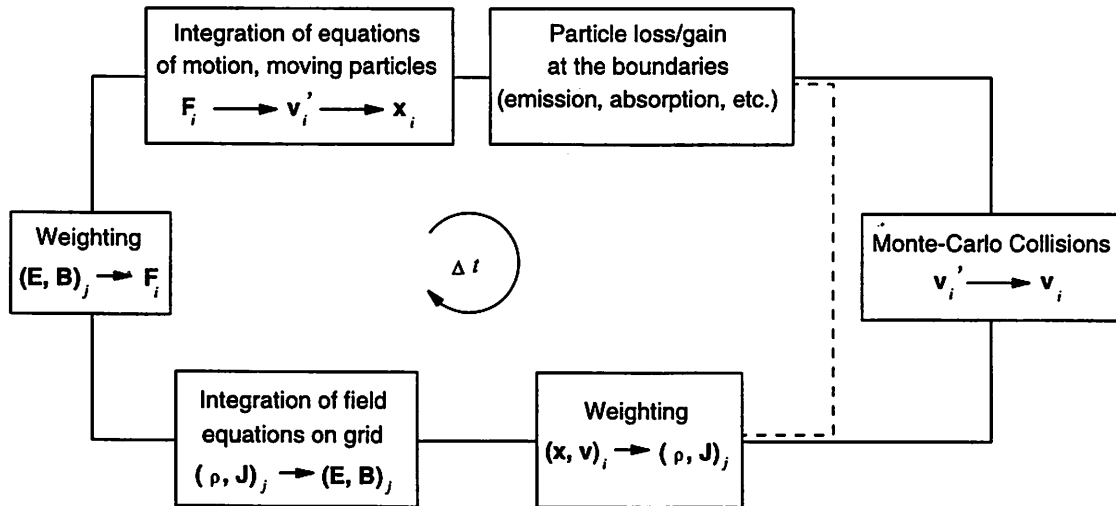 Integration of equations
of motion, moving particles
F_i ⟶ v_i' ⟶ x_i
Particle loss/gain
at the boundaries
(emission, absorption, etc.)
Monte-Carlo Collisions
v_i' ⟶ v_i
Weighting
(x, v)_i ⟶ (ρ, J)_j
Integration of field
equations on grid
(ρ, J)_j ⟶ (E, B)_j
Weighting
(E, B)_j ⟶ F_i
Δt